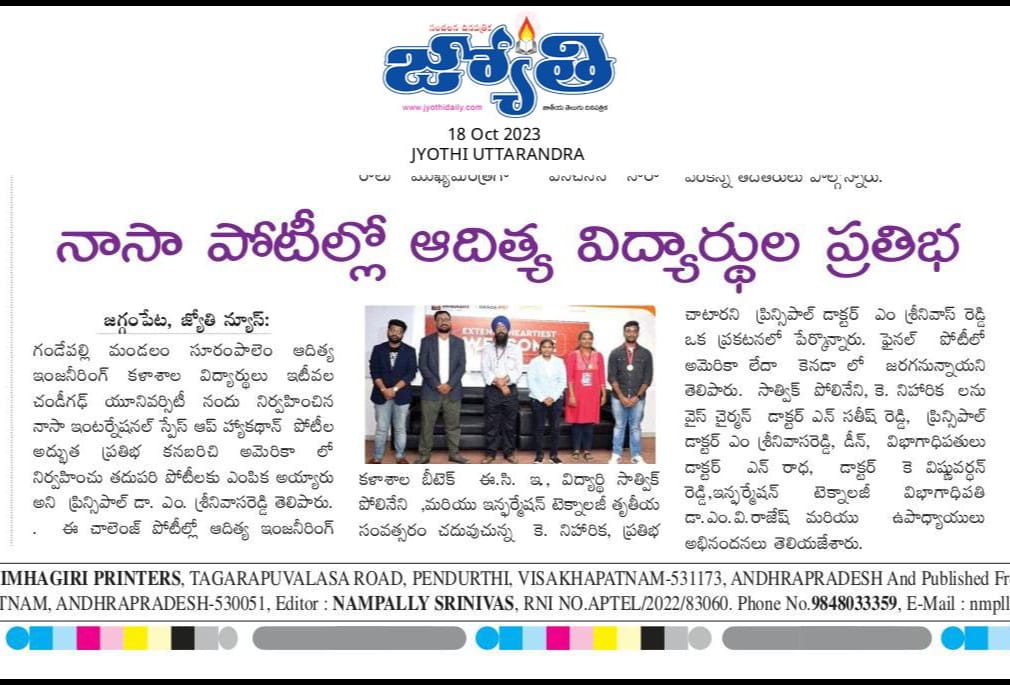 సంచలన దినపత్రిక
జ్యోతి
www.jyothidaily.com
జాతీయ తెలుగు దినపత్రిక
18 Oct 2023
JYOTHI UTTARANDRA
నాసా పోటీల్లో ఆదిత్య విద్యార్థుల ప్రతిభ
జగ్గంపేట, జ్యోతి న్యూస్:
గండేపల్లి మండలం సూరంపాలెం ఆదిత్య
ఇంజనీరింగ్ కళాశాల విద్యార్థులు ఇటీవల
చండీగఢ్ యూనివర్సిటీ నందు నిర్వహించిన
నాసా ఇంటర్నేషనల్ స్పేస్ ఆప్ హ్యాకథాన్ పోటీల
అద్భుత ప్రతిభ కనబరిచి అమెరికా లో
నిర్వహించు తదుపరి పోటీలకు ఎంపిక అయ్యారు
అని ప్రిన్సిపాల్ డా. ఎం. శ్రీనివాసరెడ్డి తెలిపారు.
. ఈ చాలెంజ్ పోటీల్లో ఆదిత్య ఇంజనీరింగ్
EXTEND HEARTIEST
WELCOME
కళాశాల బీటెక్ ఈ.సి. ఇ., విద్యార్థి సాత్విక్
పోలినేని ,మరియు ఇన్ఫర్మేషన్ టెక్నాలజీ తృతీయ
సంవత్సరం చదువుచున్న కె. నిహారిక, ప్రతిభ
చాటారని ప్రిన్సిపాల్ డాక్టర్ ఎం శ్రీనివాస్ రెడ్డి
ఒక ప్రకటనలో పేర్కొన్నారు. ఫైనల్ పోటీలో
అమెరికా లేదా కెనడా లో జరగనున్నాయని
తెలిపారు. సాత్విక్ పోలినేని, కె. నిహారిక లను
వైస్ చైర్మన్ డాక్టర్ ఎన్ సతీష్ రెడ్డి, ప్రిన్సిపాల్
డాక్టర్ ఎం శ్రీనివాసరెడ్డి, డీన్, విభాగాధిపతులు
డాక్టర్ ఎన్ రాధ, డాక్టర్ కె విష్ణువర్ధన్
రెడ్డి,ఇన్ఫర్మేషన్ టెక్నాలజీ విభాగాధిపతి
డా.ఎం.వి.రాజేష్ మరియు ఉపాధ్యాయులు
అభినందనలు తెలియజేశారు.
IMHAGIRI PRINTERS, TAGARAPUVALASA ROAD, PENDURTHI, VISAKHAPATNAM-531173, ANDHRAPRADESH And Published Fr
TNAM, ANDHRAPRADESH-530051, Editor : NAMPALLY SRINIVAS, RNI NO.APTEL/2022/83060. Phone No.9848033359, E-Mail : nmpll